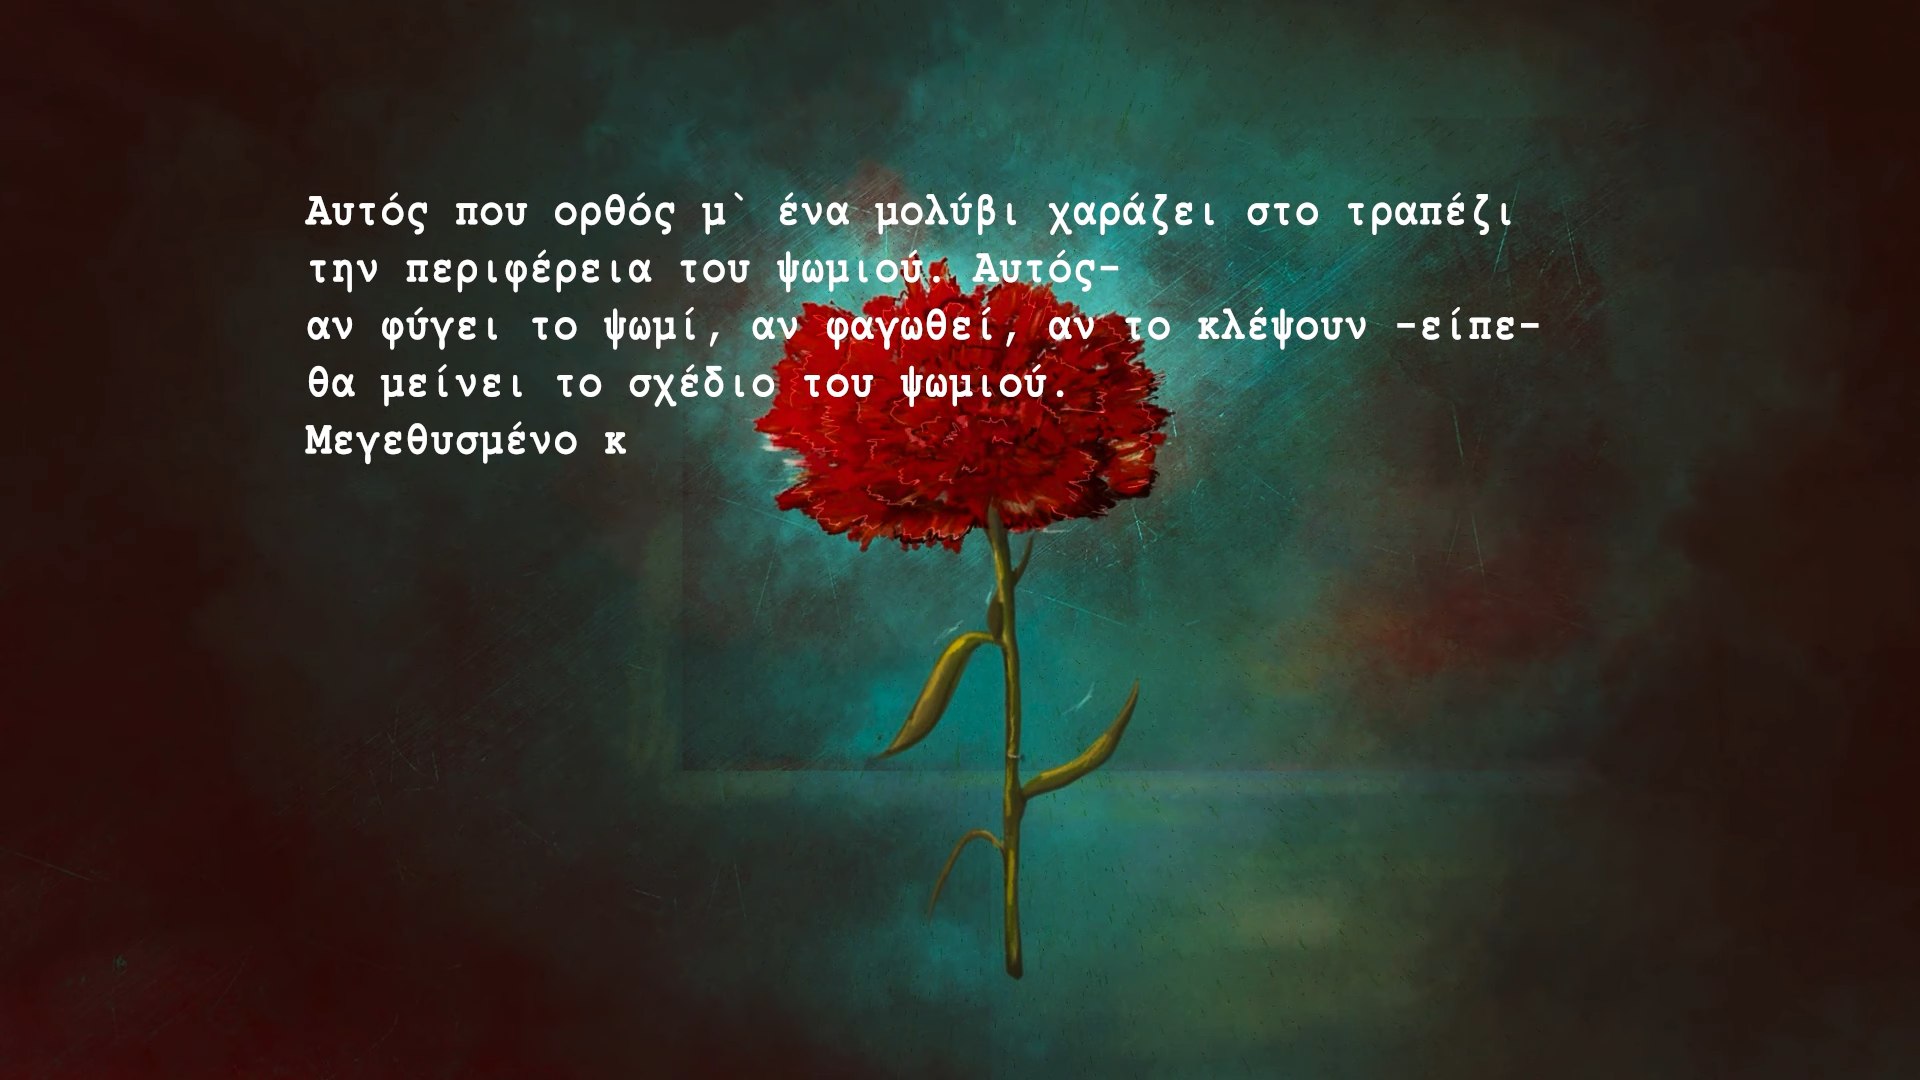 Αυτός που ορθός μ` ένα μολύβι χαράζει στο τραπέζι
την περιφέρεια του ψωμιού. Αυτός-
αν φύγει το ψωμί, αν φαγωθεί, αν το κλέψουν -είπε-
θα μείνει το σχέδιο του ψωμιού.
Μεγεθυσμένο κ